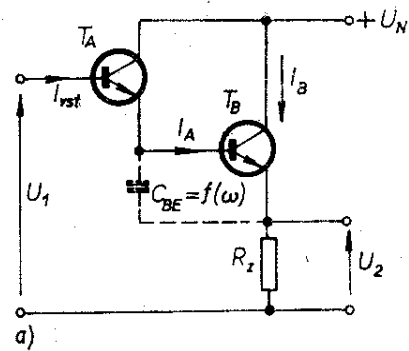 + U_N
T_A
I_vst
T_B
I_B
I_A
U_1
C_BE = f(ω)
R_z
U_2
a)